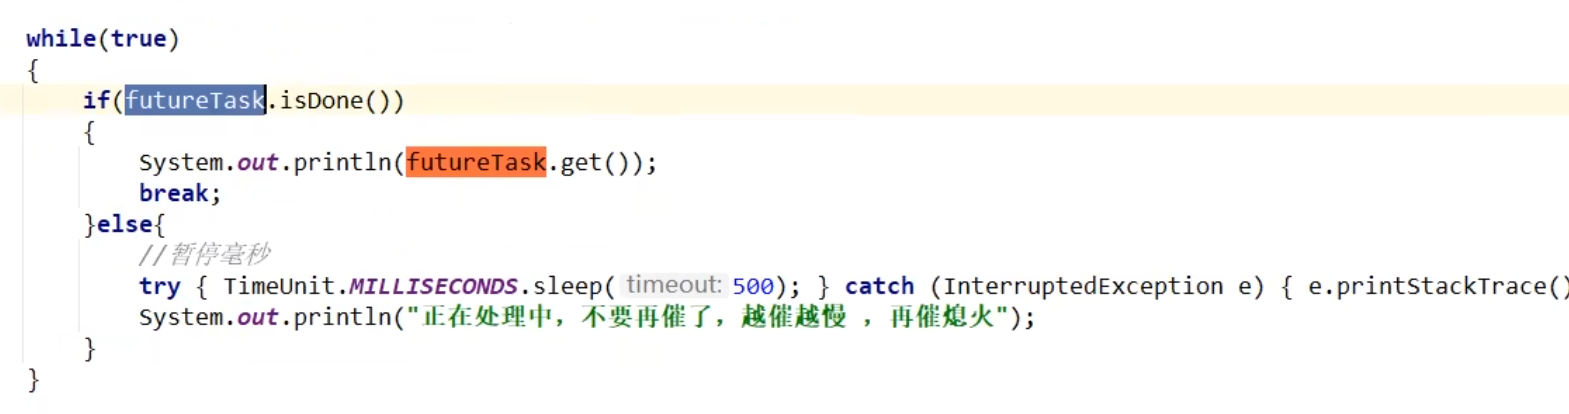 while(true)
{
if(futureTask.isDone())
{
System.out.println(futureTask.get());
break;
}else{
//暂停毫秒
try { TimeUnit.MILLISECONDS.sleep( timeout: 500); } catch (InterruptedException e) { e.printStackTrace()
System.out.println("正在处理中，不要再催了，越催越慢 ，再催熄火");
}
}